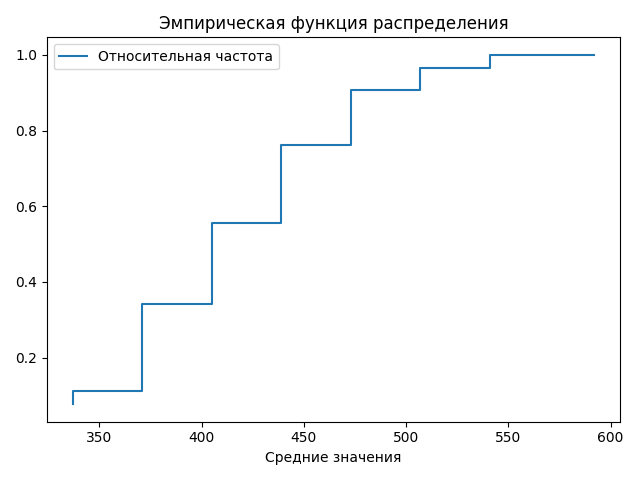 Эмпирическая функция распределения
Относительная частота
1.0
0.8
0.6
0.4
0.2
350 400 450 500 550 600
Средние значения